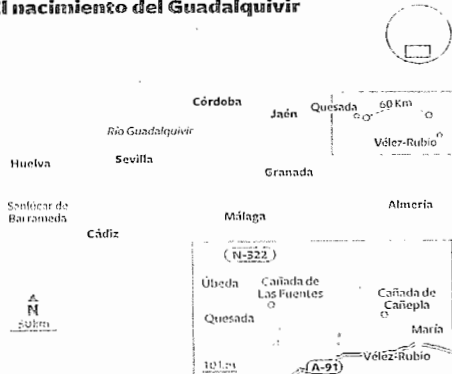 El nacimiento del Guadalquivir
Córdoba
Jaén
Quesada
60 Km
Río Guadalquivir
Vélez-Rubio
Huelva
Sevilla
Granada
Sanlúcar de
Barrameda
Almería
Málaga
Cádiz
N-322
Úbeda
Cañada de
Las Fuentes
Cañada de
Cañepla
N
50km
Quesada
María
Vélez-Rubio
A-91